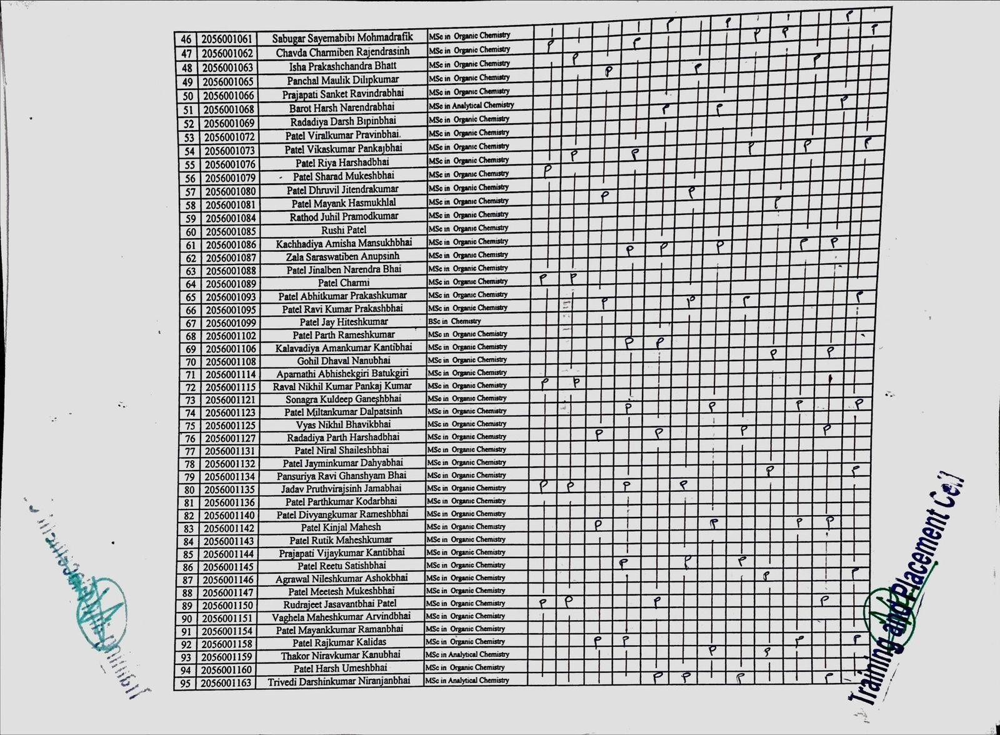 46 2056001061 Sabugar Sayemabibi Mohmadrafik MSc in Organic Chemistry
47 2056001062 Chavda Charmiben Rajendrasinh MSc in Organic Chemistry
48 2056001063 Isha Prakashchandra Bhatt MSc in Organic Chemistry
49 2056001065 Panchal Maulik Dilipkumar MSc in Organic Chemistry
50 2056001066 Prajapati Sanket Ravindrabhai MSc in Organic Chemistry
51 2056001068 Barot Harsh Narendrabhai MSc in Analytical Chemistry
52 2056001069 Radadiya Darsh Bipinbhai MSc in Organic Chemistry
53 2056001072 Patel Viralkumar Pravinbhai. MSc in Organic Chemistry
54 2056001073 Patel Vikaskumar Pankajbhai MSc in Organic Chemistry
55 2056001076 Patel Riya Harshadbhai MSc in Organic Chemistry
56 2056001079 Patel Sharad Mukeshbhai MSc in Organic Chemistry
57 2056001080 Patel Dhruvil Jitendrakumar MSc in Organic Chemistry
58 2056001081 Patel Mayank Hasmukhlal MSc in Organic Chemistry
59 2056001084 Rathod Juhil Pramodkumar MSc in Organic Chemistry
60 2056001085 Rushi Patel MSc in Organic Chemistry
61 2056001086 Kachhadiya Amisha Mansukhbhai MSc in Organic Chemistry
62 2056001087 Zala Saraswatiben Anupsinh MSc in Organic Chemistry
63 2056001088 Patel Jinalben Narendra Bhai MSc in Organic Chemistry
64 2056001089 Patel Charmi MSc in Organic Chemistry
65 2056001093 Patel Abhitkumar Prakashkumar MSc in Organic Chemistry
66 2056001095 Patel Ravi Kumar Prakashbhai MSc in Organic Chemistry
67 2056001099 Patel Jay Hiteshkumar BSc in Chemistry
68 2056001102 Patel Parth Rameshkumar MSc in Organic Chemistry
69 2056001106 Kalavadiya Amankumar Kantibhai MSc in Organic Chemistry
70 2056001108 Gohil Dhaval Nanubhai MSc in Organic Chemistry
71 2056001114 Aparnathi Abhishekgiri Batukgiri MSc in Organic Chemistry
72 2056001115 Raval Nikhil Kumar Pankaj Kumar MSc in Organic Chemistry
73 2056001121 Sonagra Kuldeep Ganeshbhai MSc in Organic Chemistry
74 2056001123 Patel Miltankumar Dalpatsinh MSc in Organic Chemistry
75 2056001125 Vyas Nikhil Bhavikbhai MSc in Organic Chemistry
76 2056001127 Radadiya Parth Harshadbhai MSc in Organic Chemistry
77 2056001131 Patel Niral Shaileshbhai MSc in Organic Chemistry
78 2056001132 Patel Jayminkumar Dahyabhai MSc in Organic Chemistry
79 2056001134 Pansuriya Ravi Ghanshyam Bhai MSc in Organic Chemistry
80 2056001135 Jadav Pruthvirajsinh Jamabhai MSc in Organic Chemistry
81 2056001136 Patel Parthkumar Kodarbhai MSc in Organic Chemistry
82 2056001140 Patel Divyangkumar Rameshbhai MSc in Organic Chemistry
83 2056001142 Patel Kinjal Mahesh MSc in Organic Chemistry
84 2056001143 Patel Rutik Maheshkumar MSc in Organic Chemistry
85 2056001144 Prajapati Vijaykumar Kantibhai MSc in Organic Chemistry
86 2056001145 Patel Reetu Satishbhai MSc in Organic Chemistry
87 2056001146 Agrawal Nileshkumar Ashokbhai MSc in Organic Chemistry
88 2056001147 Patel Meetesh Mukeshbhai MSc in Organic Chemistry
89 2056001150 Rudrajeet Jasavantbhai Patel MSc in Organic Chemistry
90 2056001151 Vaghela Maheshkumar Arvindbhai MSc in Organic Chemistry
91 2056001154 Patel Mayankkumar Ramanbhai MSc in Organic Chemistry
92 2056001158 Patel Rajkumar Kalidas MSc in Organic Chemistry
93 2056001159 Thakor Niravkumar Kanubhai MSc in Analytical Chemistry
94 2056001160 Patel Harsh Umeshbhai MSc in Organic Chemistry
95 2056001163 Trivedi Darshinkumar Niranjanbhai MSc in Analytical Chemistry
Training and Placement Cell